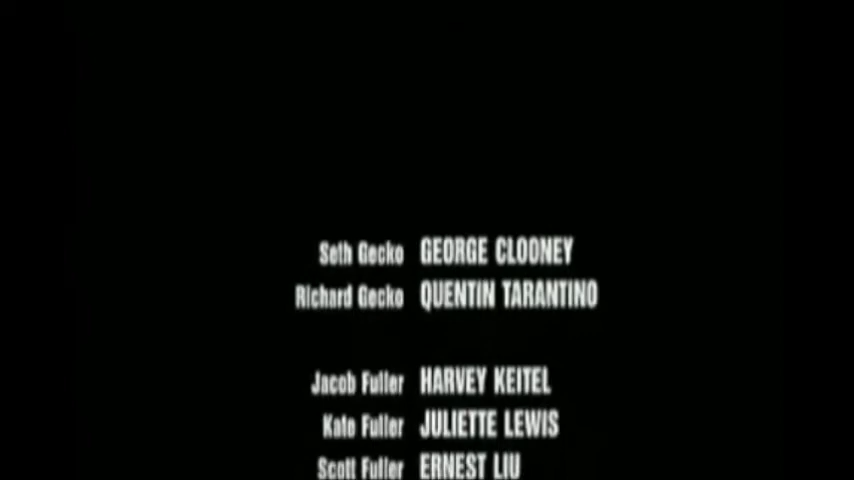 Seth Gecko GEORGE CLOONEY
Richard Gecko QUENTIN TARANTINO
Jacob Fuller HARVEY KEITEL
Kate Fuller JULIETTE LEWIS
Scott Fuller ERNEST LIU